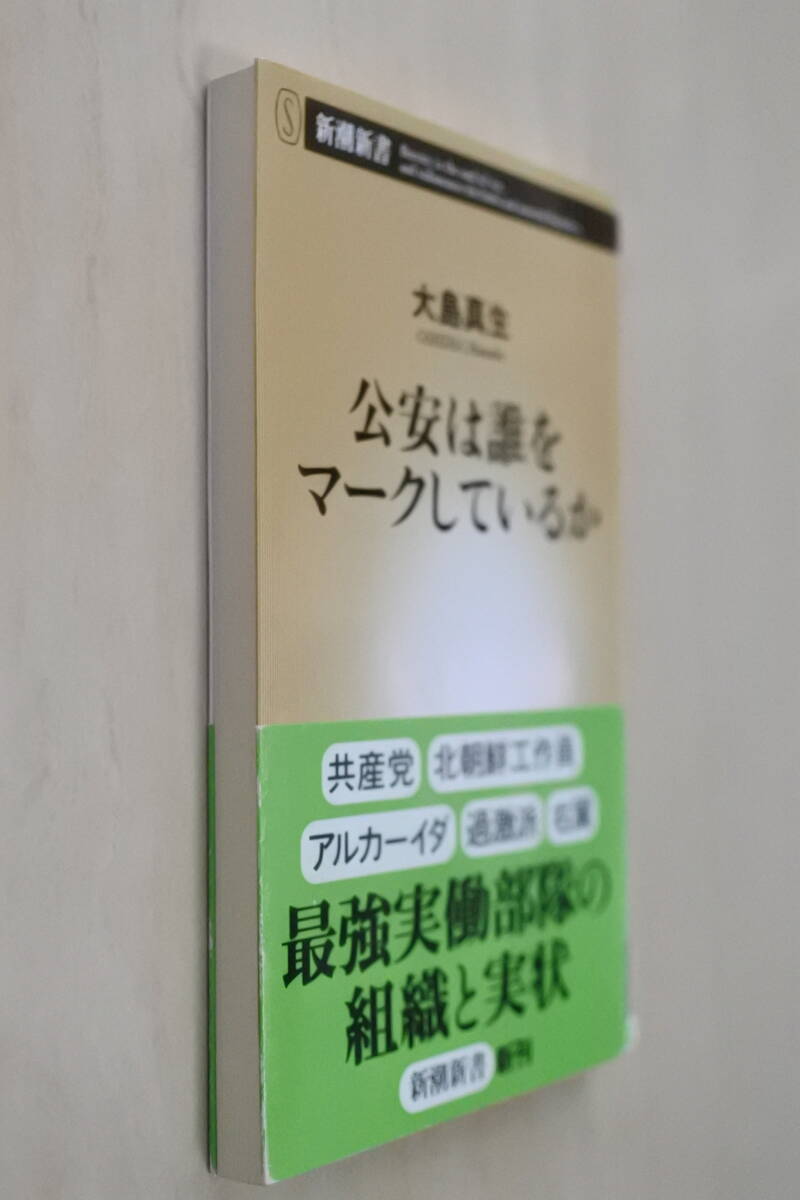 S
新潮新書
大島真生
公安は誰を
マークしているか
共産党 北朝鮮工作員
アルカーイダ 過激派 右翼
最強実働部隊の
組織と実状
新潮新書 新刊